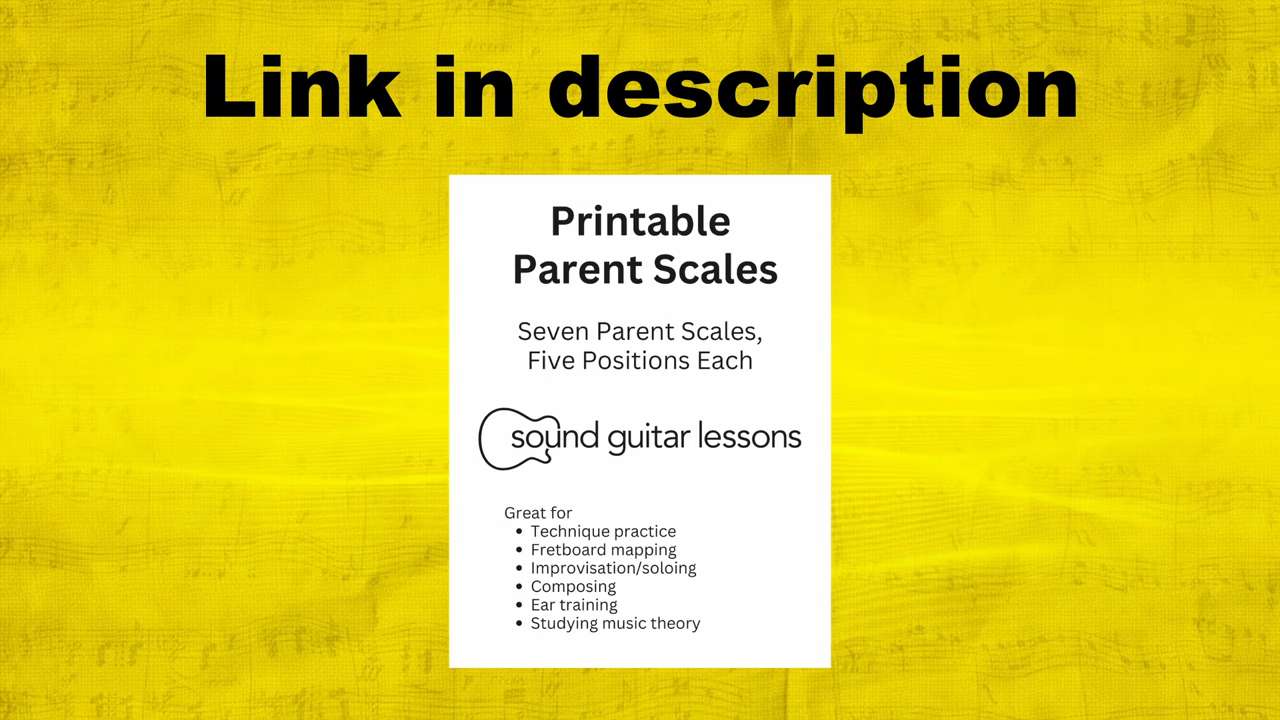 Link in description
Printable
Parent Scales
Seven Parent Scales,
Five Positions Each
sound guitar lessons
Great for
• Technique practice
• Fretboard mapping
• Improvisation/soloing
• Composing
• Ear training
• Studying music theory